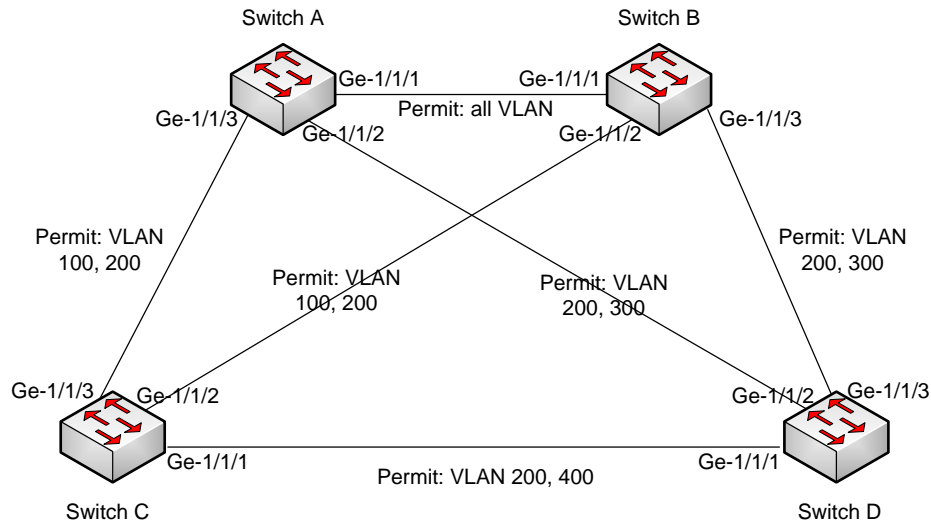 Switch A
Switch B
Ge-1/1/1
Ge-1/1/1
Permit: all VLAN
Ge-1/1/3
Ge-1/1/2
Ge-1/1/2
Ge-1/1/3
Permit: VLAN
100, 200
Permit: VLAN
200, 300
Permit: VLAN
100, 200
Permit: VLAN
200, 300
Ge-1/1/3
Ge-1/1/2
Ge-1/1/2
Ge-1/1/3
Ge-1/1/1
Ge-1/1/1
Permit: VLAN 200, 400
Switch C
Switch D